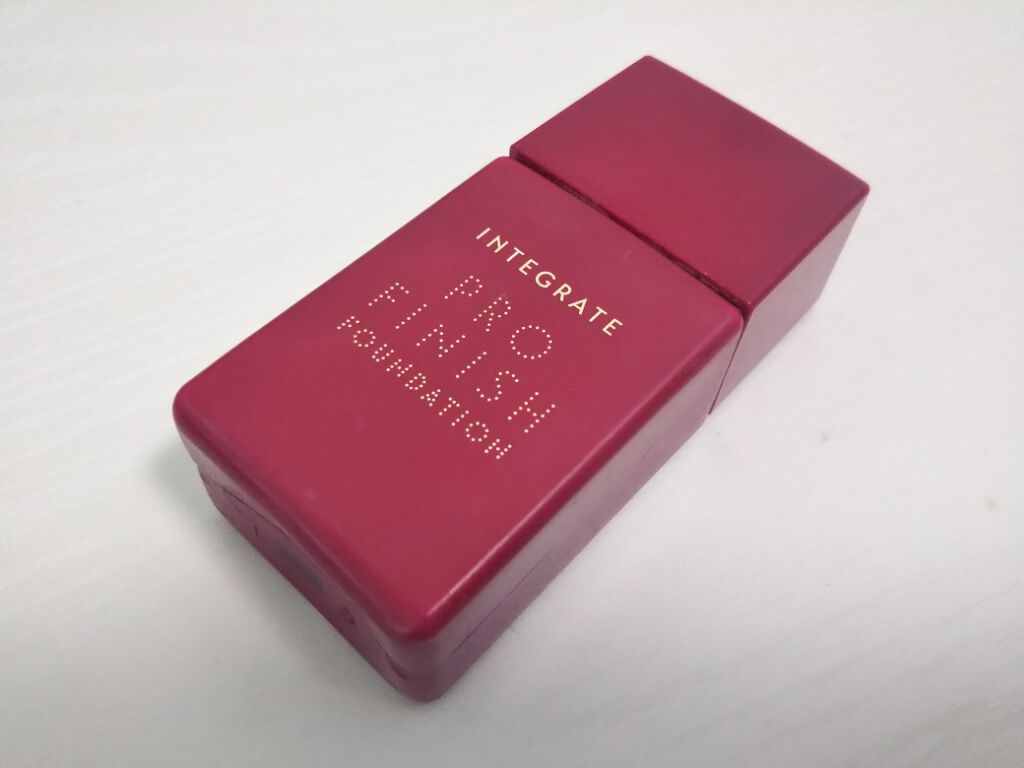 INTEGRATE
PRO
FINISH
FOUNDATION